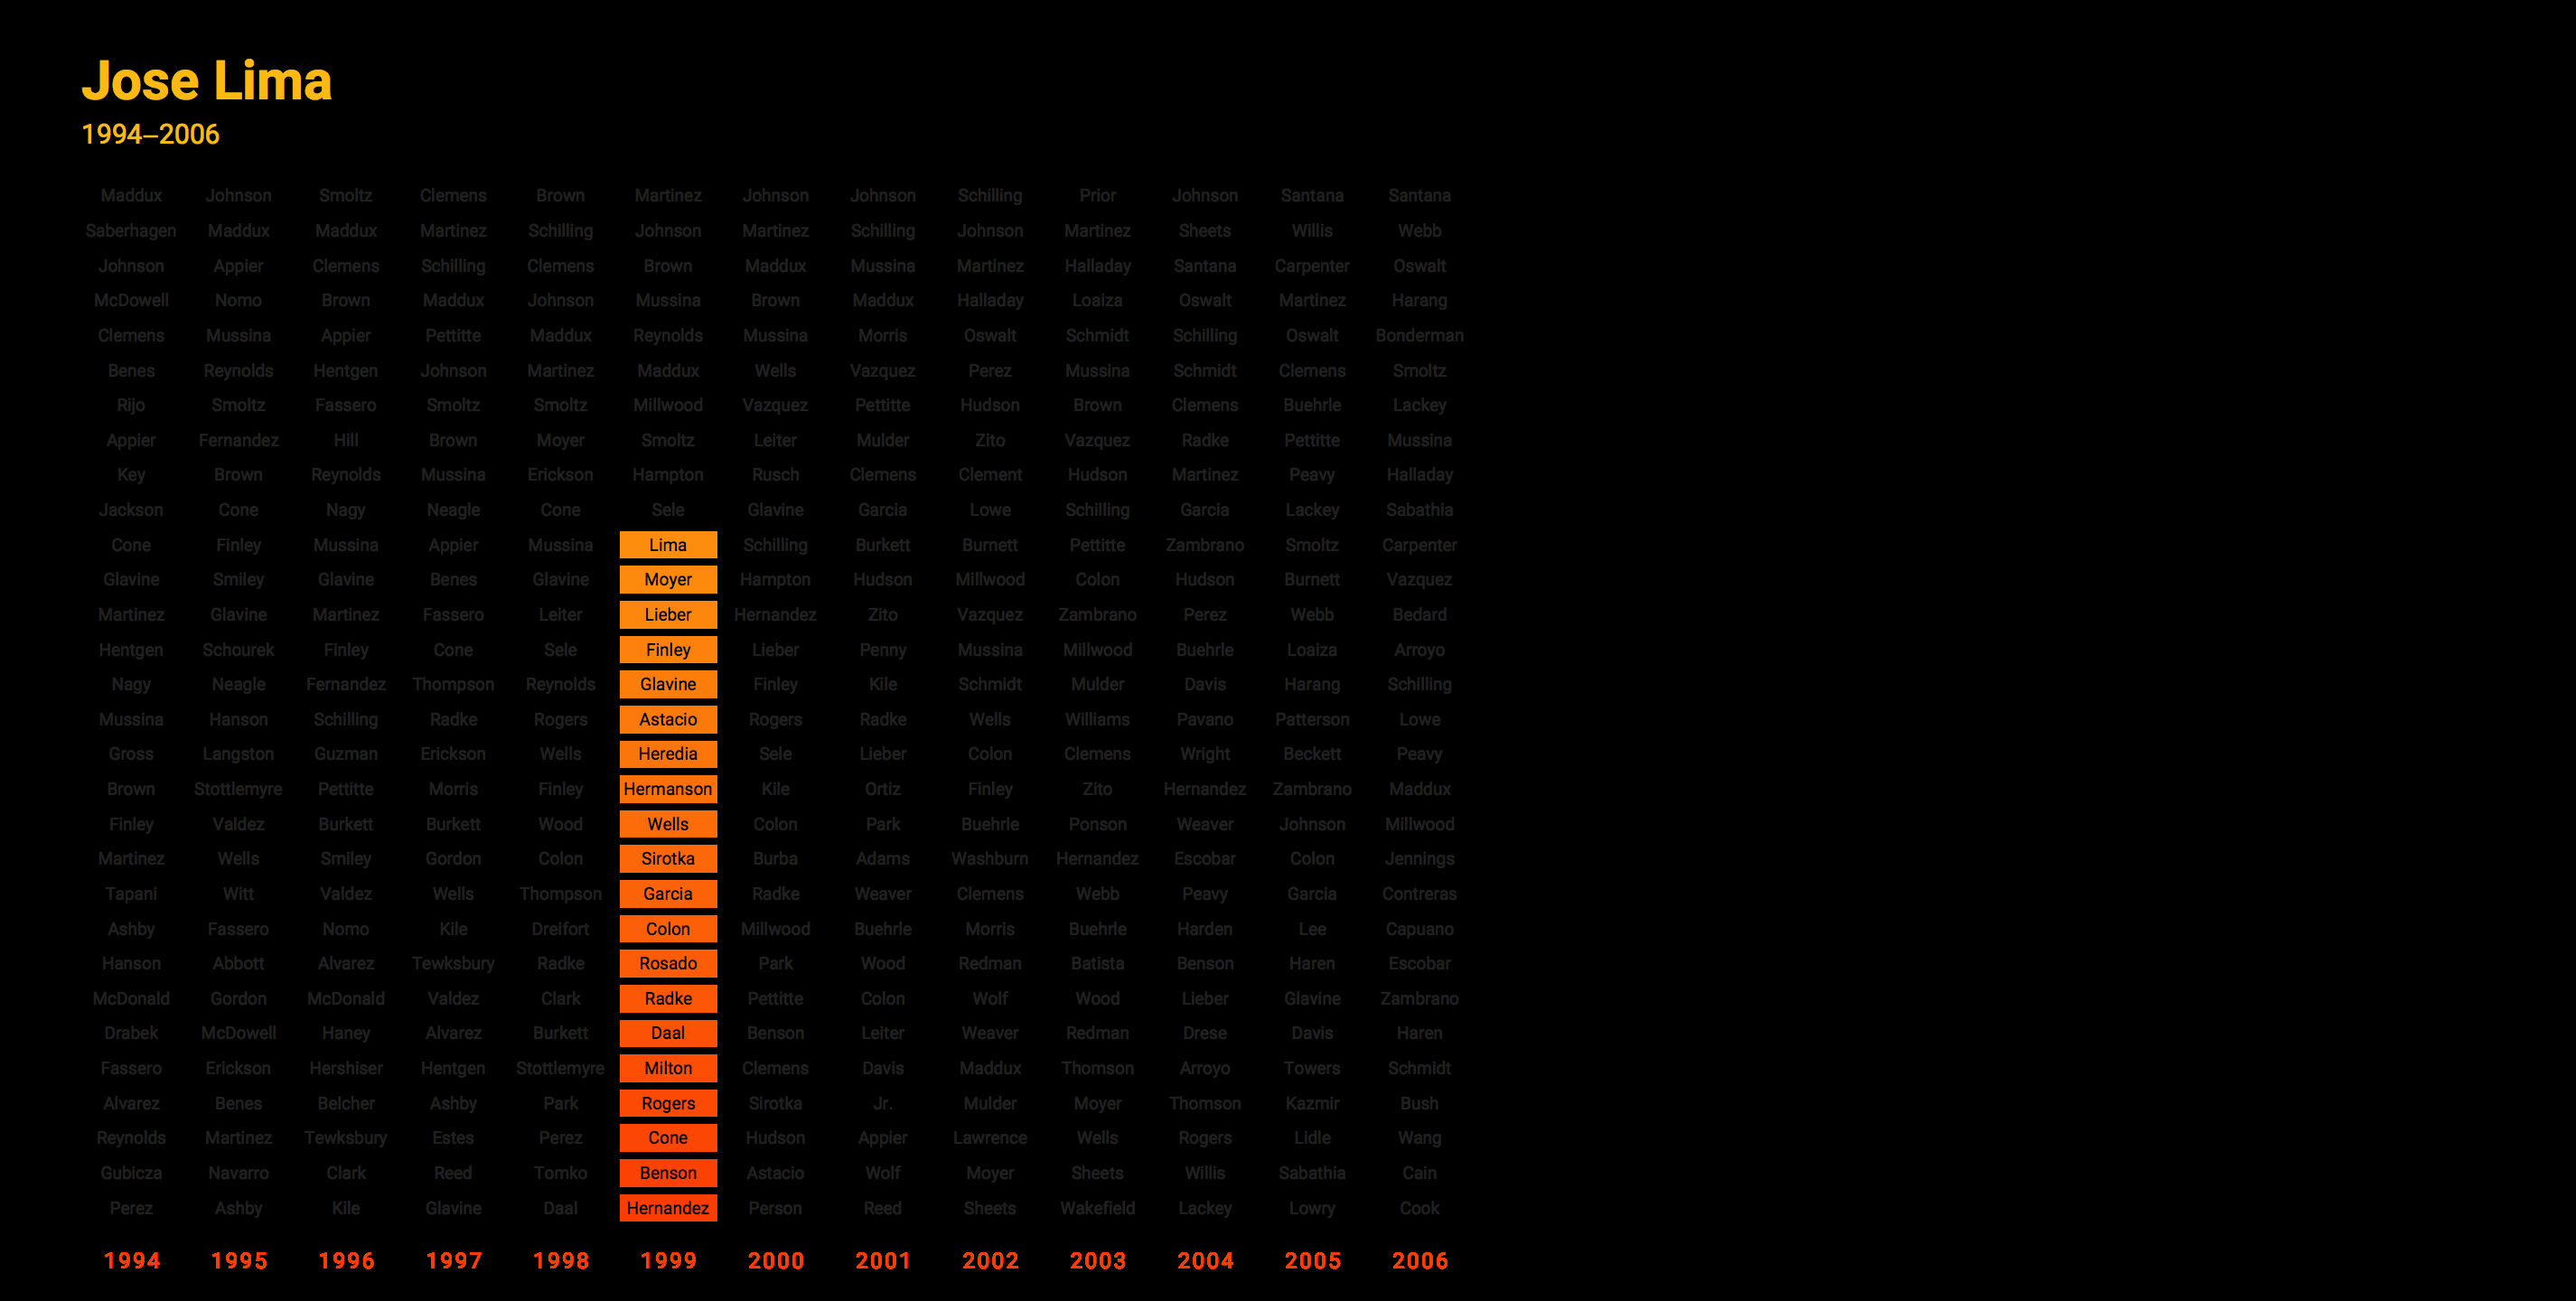 Jose Lima
1994–2006
Maddux Johnson Smoltz Clemens Brown Martinez Johnson Johnson Schilling Prior Johnson Santana Santana
Saberhagen Maddux Maddux Martinez Schilling Johnson Martinez Schilling Johnson Martinez Sheets Willis Webb
Johnson Appier Clemens Schilling Clemens Brown Maddux Mussina Martinez Halladay Santana Carpenter Oswalt
McDowell Nomo Brown Maddux Johnson Mussina Brown Maddux Halladay Loaiza Oswalt Martinez Harang
Clemens Mussina Appier Pettitte Maddux Reynolds Mussina Morris Oswalt Schmidt Schilling Oswalt Bonderman
Benes Reynolds Hentgen Johnson Martinez Maddux Wells Vazquez Perez Mussina Schmidt Clemens Smoltz
Rijo Smoltz Fassero Smoltz Smoltz Millwood Vazquez Pettitte Hudson Brown Clemens Buehrle Lackey
Appier Fernandez Hill Brown Moyer Smoltz Leiter Mulder Zito Vazquez Radke Pettitte Mussina
Key Brown Reynolds Mussina Erickson Hampton Rusch Clemens Clement Hudson Martinez Peavy Halladay
Jackson Cone Nagy Neagle Cone Sele Glavine Garcia Lowe Schilling Garcia Lackey Sabathia
Cone Finley Mussina Appier Mussina Lima Schilling Burkett Burnett Pettitte Zambrano Smoltz Carpenter
Glavine Smiley Glavine Benes Glavine Moyer Hampton Hudson Millwood Colon Hudson Burnett Vazquez
Martinez Glavine Martinez Fassero Leiter Lieber Hernandez Zito Vazquez Zambrano Perez Webb Bedard
Hentgen Schourek Finley Cone Sele Finley Lieber Penny Mussina Millwood Buehrle Loaiza Arroyo
Nagy Neagle Fernandez Thompson Reynolds Glavine Finley Kile Schmidt Mulder Davis Harang Schilling
Mussina Hanson Schilling Radke Rogers Astacio Rogers Radke Wells Williams Pavano Patterson Lowe
Gross Langston Guzman Erickson Wells Heredia Sele Lieber Colon Clemens Wright Beckett Peavy
Brown Stottlemyre Pettitte Morris Finley Hermanson Kile Ortiz Finley Zito Hernandez Zambrano Maddux
Finley Valdez Burkett Burkett Wood Wells Colon Park Buehrle Ponson Weaver Johnson Millwood
Martinez Wells Smiley Gordon Colon Sirotka Burba Adams Washburn Hernandez Escobar Colon Jennings
Tapani Witt Valdez Wells Thompson Garcia Radke Weaver Clemens Webb Peavy Garcia Contreras
Ashby Fassero Nomo Kile Dreifort Colon Millwood Buehrle Morris Buehrle Harden Lee Capuano
Hanson Abbott Alvarez Tewksbury Radke Rosado Park Wood Redman Batista Benson Haren Escobar
McDonald Gordon McDonald Valdez Clark Radke Pettitte Colon Wolf Wood Lieber Glavine Zambrano
Drabek McDowell Haney Alvarez Burkett Daal Benson Leiter Weaver Redman Drese Davis Haren
Fassero Erickson Hershiser Hentgen Stottlemyre Milton Clemens Davis Maddux Thomson Arroyo Towers Schmidt
Alvarez Benes Belcher Ashby Park Rogers Sirotka Jr. Mulder Moyer Thomson Kazmir Bush
Reynolds Martinez Tewksbury Estes Perez Cone Hudson Appier Lawrence Wells Rogers Lidle Wang
Gubicza Navarro Clark Reed Tomko Benson Astacio Wolf Moyer Sheets Willis Sabathia Cain
Perez Ashby Kile Glavine Daal Hernandez Person Reed Sheets Wakefield Lackey Lowry Cook
1994 1995 1996 1997 1998 1999 2000 2001 2002 2003 2004 2005 2006